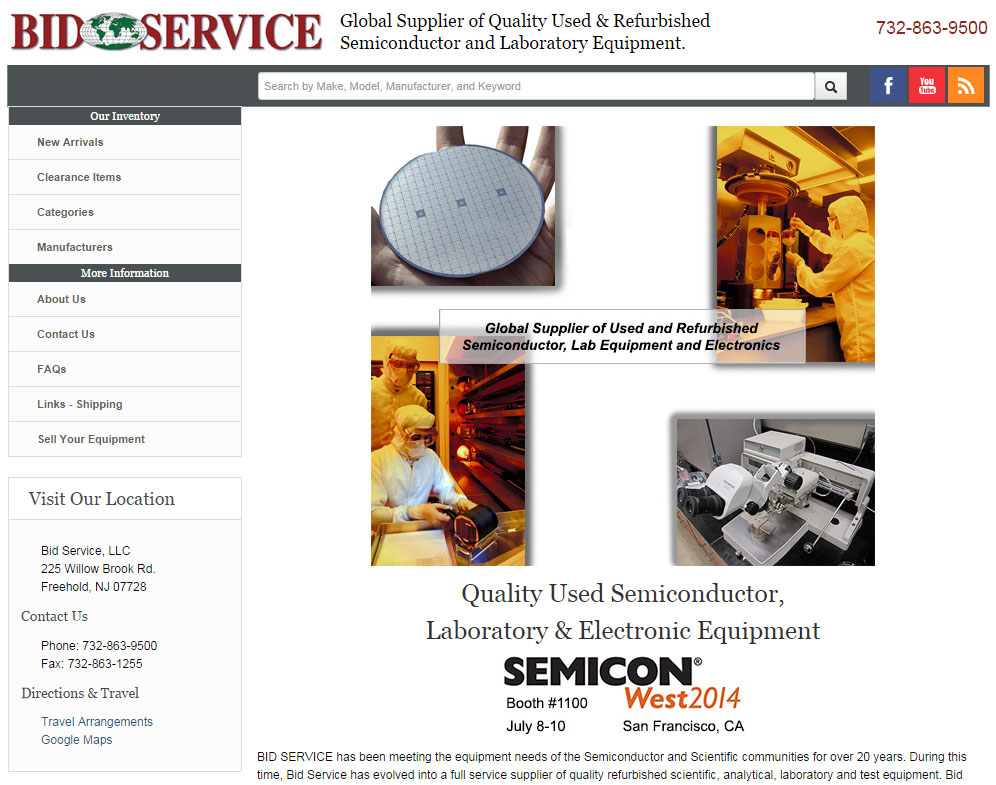 BID SERVICE
Global Supplier of Quality Used & Refurbished
Semiconductor and Laboratory Equipment.
732-863-9500
Search by Make, Model, Manufacturer, and Keyword
f
You
Tube
Our Inventory
New Arrivals
Clearance Items
Categories
Manufacturers
More Information
About Us
Contact Us
FAQs
Links - Shipping
Sell Your Equipment
Visit Our Location
Bid Service, LLC
225 Willow Brook Rd.
Freehold, NJ 07728
Contact Us
Phone: 732-863-9500
Fax: 732-863-1255
Directions & Travel
Travel Arrangements
Google Maps
Global Supplier of Used and Refurbished
Semiconductor, Lab Equipment and Electronics
Quality Used Semiconductor,
Laboratory & Electronic Equipment
SEMICON®
West2014
Booth #1100
July 8-10 San Francisco, CA
BID SERVICE has been meeting the equipment needs of the Semiconductor and Scientific communities for over 20 years. During this
time, Bid Service has evolved into a full service supplier of quality refurbished scientific, analytical, laboratory and test equipment. Bid